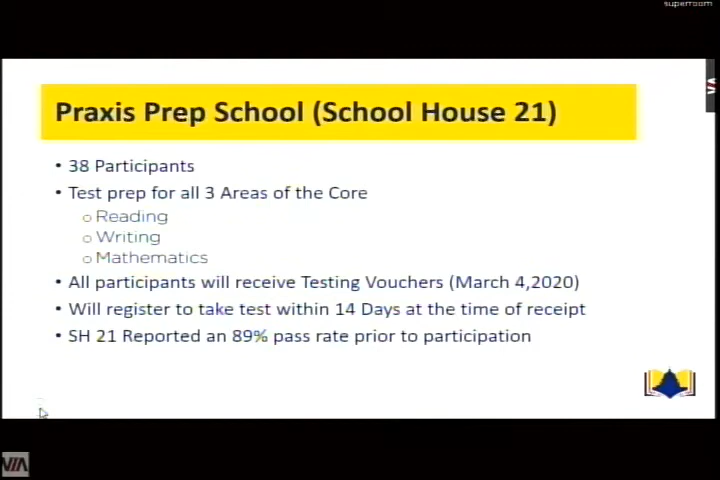 superroom
Praxis Prep School (School House 21)
• 38 Participants
• Test prep for all 3 Areas of the Core
o Reading
o Writing
o Mathematics
• All participants will receive Testing Vouchers (March 4,2020)
• Will register to take test within 14 Days at the time of receipt
• SH 21 Reported an 89% pass rate prior to participation
VIA